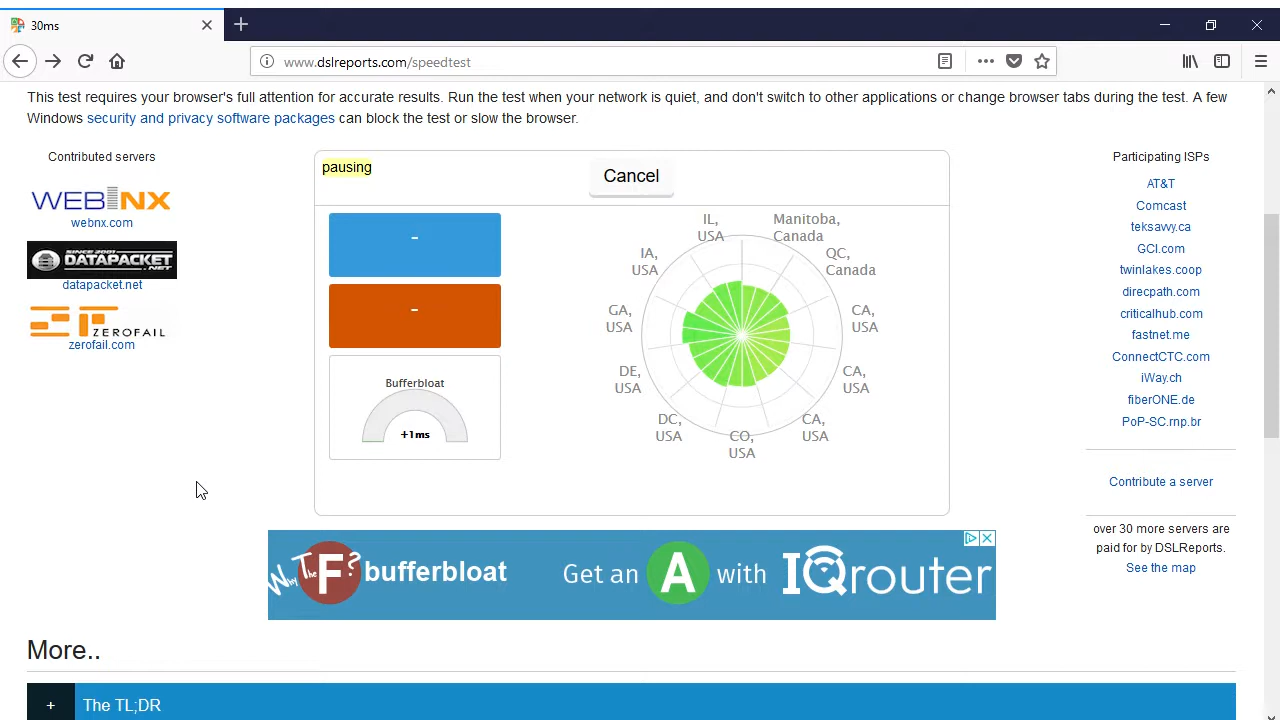 30ms
www.dslreports.com/speedtest
This test requires your browser's full attention for accurate results. Run the test when your network is quiet, and don't switch to other applications or change browser tabs during the test. A few
Windows security and privacy software packages can block the test or slow the browser.
Contributed servers
WEBNX
webnx.com
SINCE 2001
DATAPACKET.NET
datapacket.net
ZEROFAIL
zerofail.com
pausing
Cancel
-
-
Bufferbloat
+1ms
IL,
USA
Manitoba,
Canada
QC,
Canada
CA,
USA
CA,
USA
CA,
USA
CO,
USA
DC,
USA
DE,
USA
GA,
USA
IA,
USA
Participating ISPs
AT&T
Comcast
teksavvy.ca
GCI.com
twinlakes.coop
direcpath.com
criticalhub.com
fastnet.me
ConnectCTC.com
iWay.ch
fiberONE.de
PoP-SC.rnp.br
Contribute a server
over 30 more servers are
paid for by DSLReports.
See the map
Why The F? bufferbloat Get an A with IQrouter
More..
+ The TL;DR